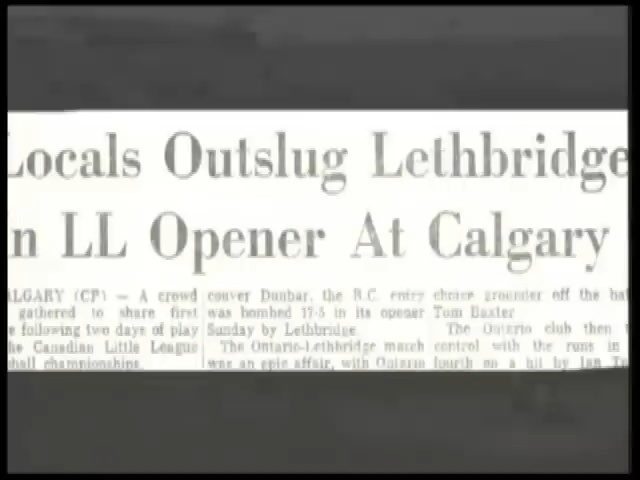 Locals Outslug Lethbridge
n LL Opener At Calgary
ALGARY (CP) — A crowd
gathered to share first
e following two days of play
he Canadian Little League
ball championships.
couver Dunbar, the B.C. entry
was bombed 17-5 in its opener
Sunday by Lethbridge.
The Ontario-Lethbridge march
was an epic affair, with Ontario
choice grounder off the bat
Tom Baxter
The Ontario club then t
control with the runs in
fourth on a hit by Ian